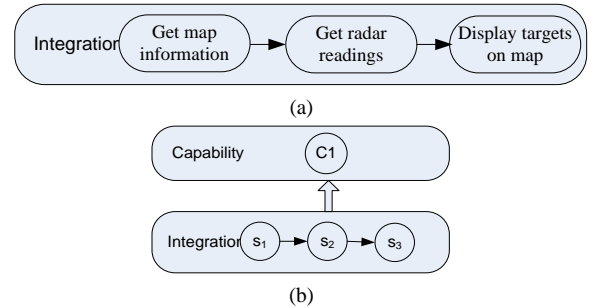 Integration
Get map
information
Get radar
readings
Display targets
on map
(a)
Capability
C1
Integration
s1
s2
s3
(b)